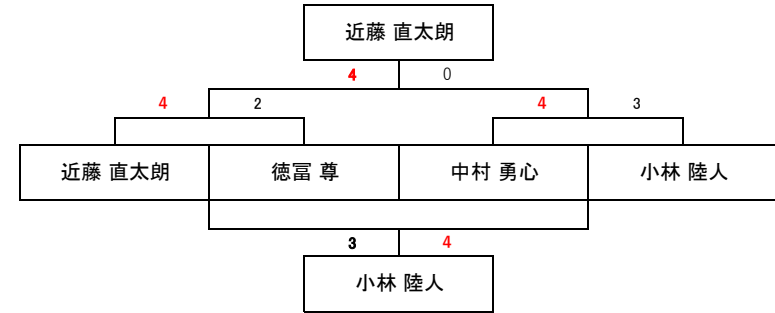 近藤 直太朗
4 0
4 2 4 3
近藤 直太朗 徳冨 尊 中村 勇心 小林 陸人
3 4
小林 陸人